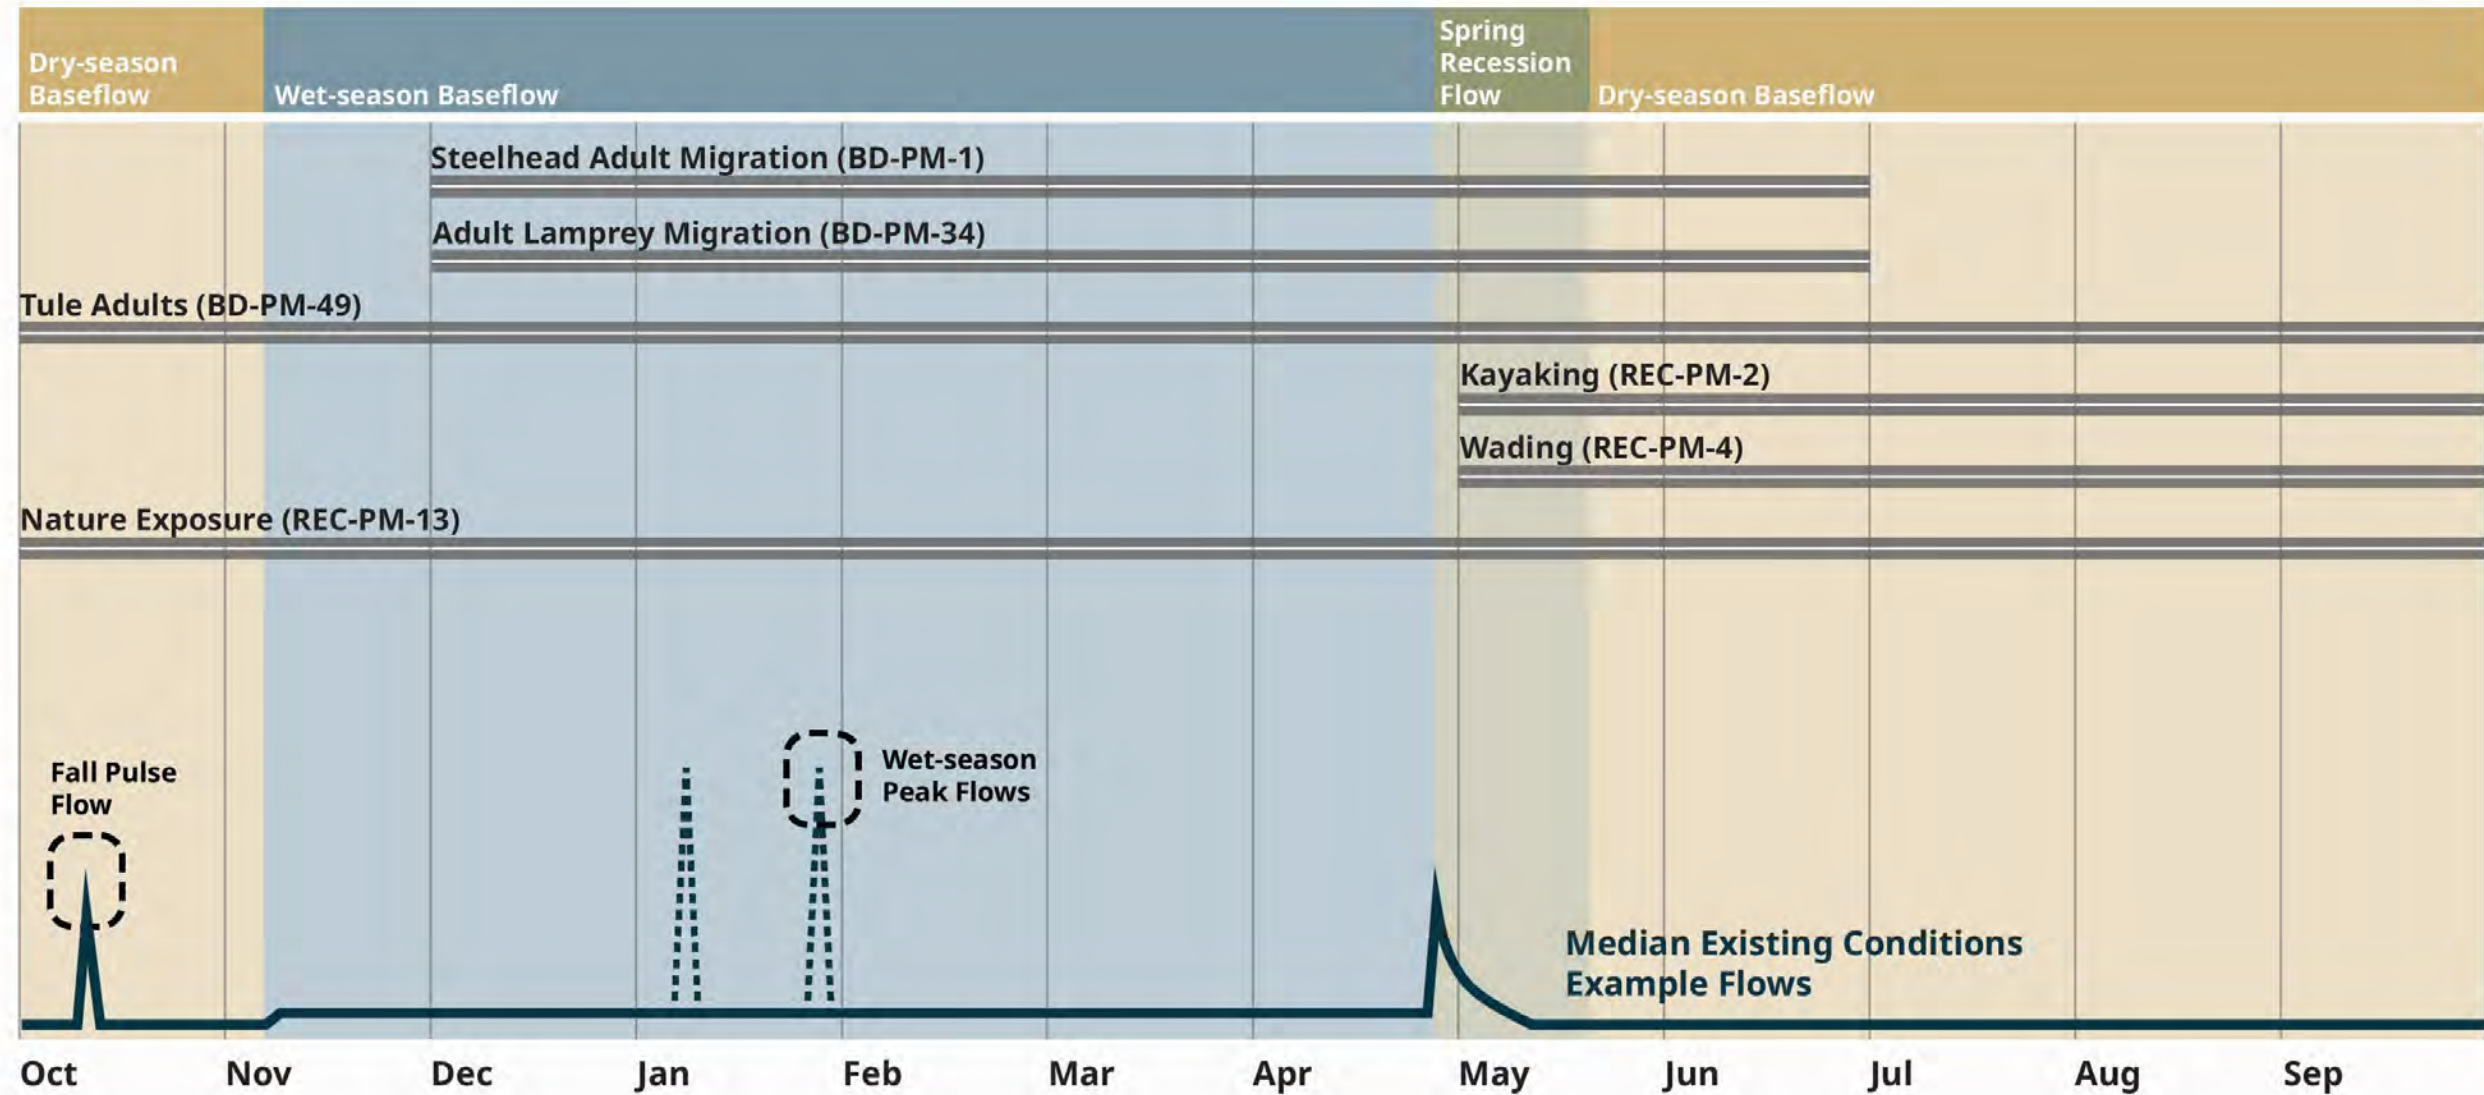 Dry-season
Baseflow
Wet-season Baseflow
Spring
Recession
Flow
Dry-season Baseflow
Steelhead Adult Migration (BD-PM-1)
Adult Lamprey Migration (BD-PM-34)
Tule Adults (BD-PM-49)
Kayaking (REC-PM-2)
Wading (REC-PM-4)
Nature Exposure (REC-PM-13)
Fall Pulse
Flow
Wet-season
Peak Flows
Median Existing Conditions
Example Flows
Oct Nov Dec Jan Feb Mar Apr May Jun Jul Aug Sep